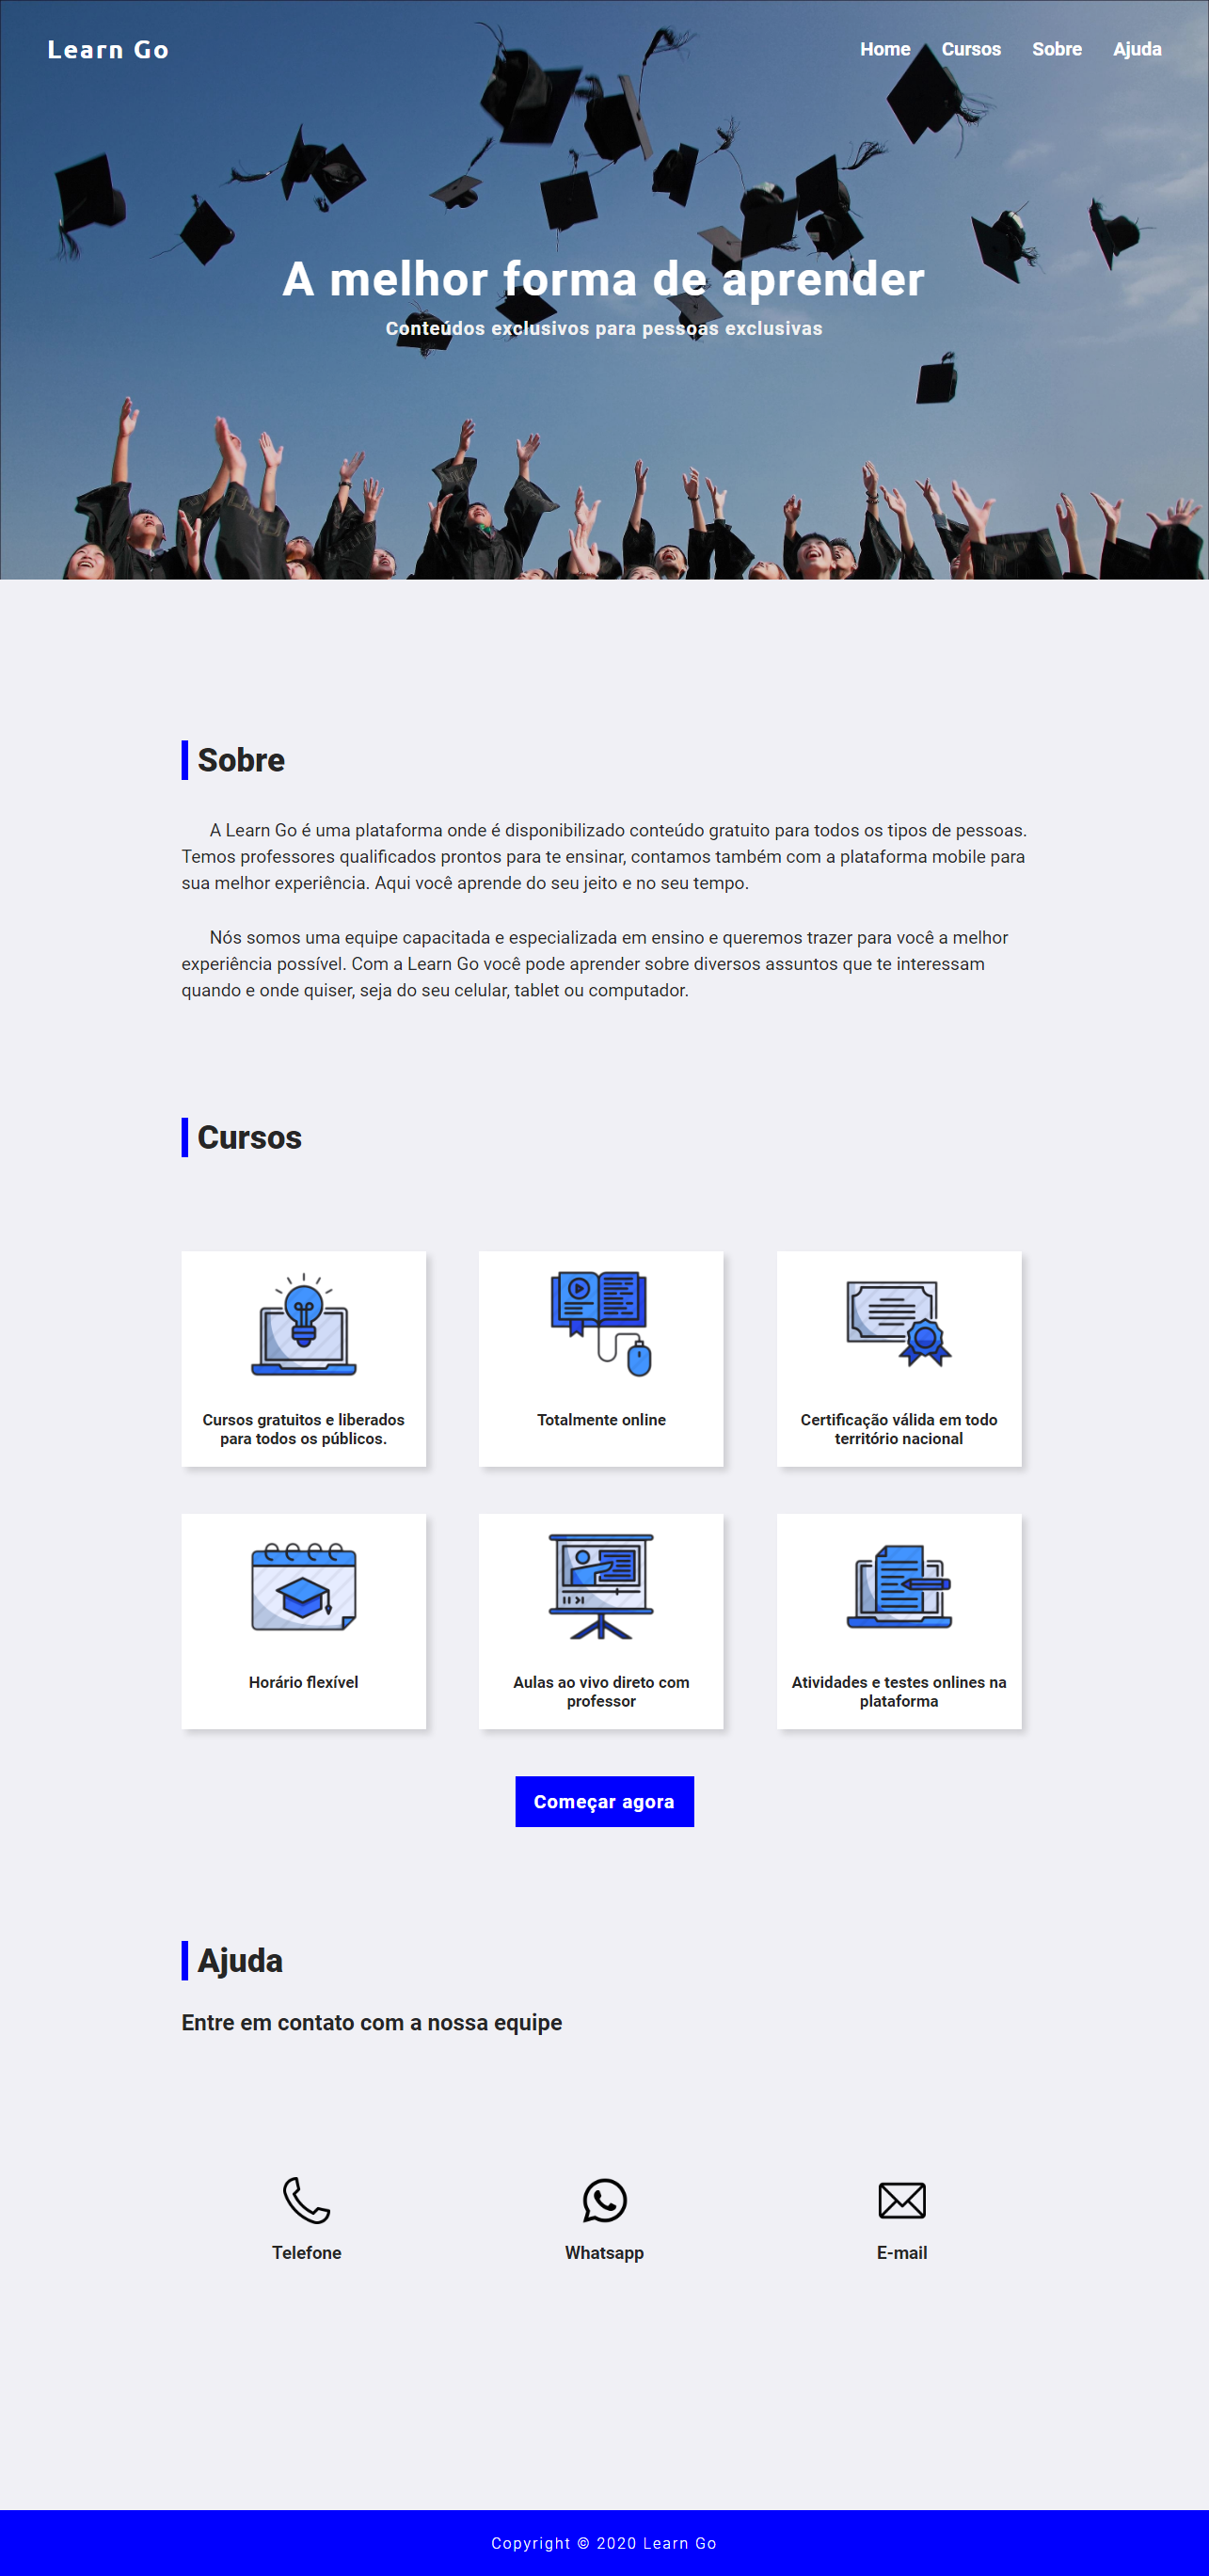 Learn Go
Home Cursos Sobre Ajuda
A melhor forma de aprender
Conteúdos exclusivos para pessoas exclusivas
Sobre
A Learn Go é uma plataforma onde é disponibilizado conteúdo gratuito para todos os tipos de pessoas.
Temos professores qualificados prontos para te ensinar, contamos também com a plataforma mobile para
sua melhor experiência. Aqui você aprende do seu jeito e no seu tempo.
Nós somos uma equipe capacitada e especializada em ensino e queremos trazer para você a melhor
experiência possível. Com a Learn Go você pode aprender sobre diversos assuntos que te interessam
quando e onde quiser, seja do seu celular, tablet ou computador.
Cursos
Cursos gratuitos e liberados
para todos os públicos.
Totalmente online
Certificação válida em todo
território nacional
Horário flexível
Aulas ao vivo direto com
professor
Atividades e testes onlines na
plataforma
Começar agora
Ajuda
Entre em contato com a nossa equipe
Telefone
Whatsapp
E-mail
Copyright © 2020 Learn Go